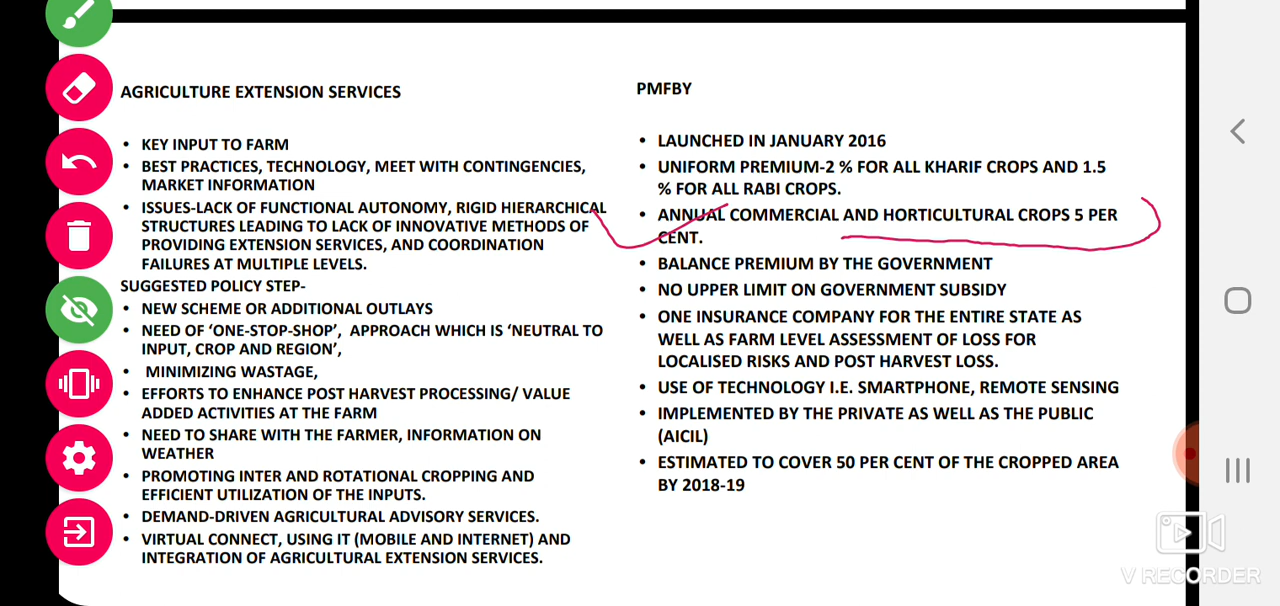 AGRICULTURE EXTENSION SERVICES
• KEY INPUT TO FARM
• BEST PRACTICES, TECHNOLOGY, MEET WITH CONTINGENCIES,
MARKET INFORMATION
• ISSUES-LACK OF FUNCTIONAL AUTONOMY, RIGID HIERARCHICAL
STRUCTURES LEADING TO LACK OF INNOVATIVE METHODS OF
PROVIDING EXTENSION SERVICES, AND COORDINATION
FAILURES AT MULTIPLE LEVELS.
SUGGESTED POLICY STEP-
• NEW SCHEME OR ADDITIONAL OUTLAYS
• NEED OF ‘ONE-STOP-SHOP’, APPROACH WHICH IS ‘NEUTRAL TO
INPUT, CROP AND REGION’,
• MINIMIZING WASTAGE,
• EFFORTS TO ENHANCE POST HARVEST PROCESSING/ VALUE
ADDED ACTIVITIES AT THE FARM
• NEED TO SHARE WITH THE FARMER, INFORMATION ON
WEATHER
• PROMOTING INTER AND ROTATIONAL CROPPING AND
EFFICIENT UTILIZATION OF THE INPUTS.
• DEMAND-DRIVEN AGRICULTURAL ADVISORY SERVICES.
• VIRTUAL CONNECT, USING IT (MOBILE AND INTERNET) AND
INTEGRATION OF AGRICULTURAL EXTENSION SERVICES.
PMFBY
• LAUNCHED IN JANUARY 2016
• UNIFORM PREMIUM-2 % FOR ALL KHARIF CROPS AND 1.5
% FOR ALL RABI CROPS.
• ANNUAL COMMERCIAL AND HORTICULTURAL CROPS 5 PER
CENT.
• BALANCE PREMIUM BY THE GOVERNMENT
• NO UPPER LIMIT ON GOVERNMENT SUBSIDY
• ONE INSURANCE COMPANY FOR THE ENTIRE STATE AS
WELL AS FARM LEVEL ASSESSMENT OF LOSS FOR
LOCALISED RISKS AND POST HARVEST LOSS.
• USE OF TECHNOLOGY I.E. SMARTPHONE, REMOTE SENSING
• IMPLEMENTED BY THE PRIVATE AS WELL AS THE PUBLIC
(AICIL)
• ESTIMATED TO COVER 50 PER CENT OF THE CROPPED AREA
BY 2018-19
V RECORDER